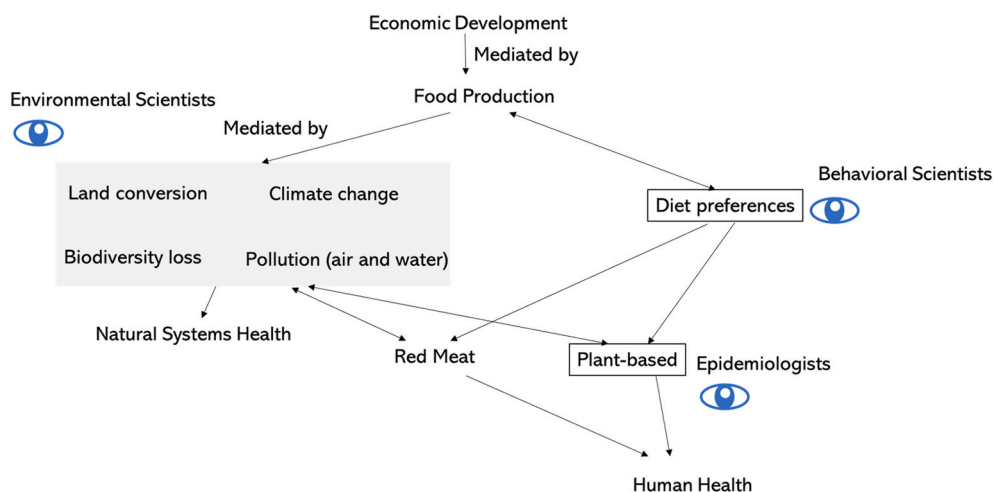 Economic Development
Mediated by
Food Production
Environmental Scientists
Mediated by
Land conversion
Climate change
Behavioral Scientists
Diet preferences
Biodiversity loss
Pollution (air and water)
Natural Systems Health
Red Meat
Plant-based
Epidemiologists
Human Health